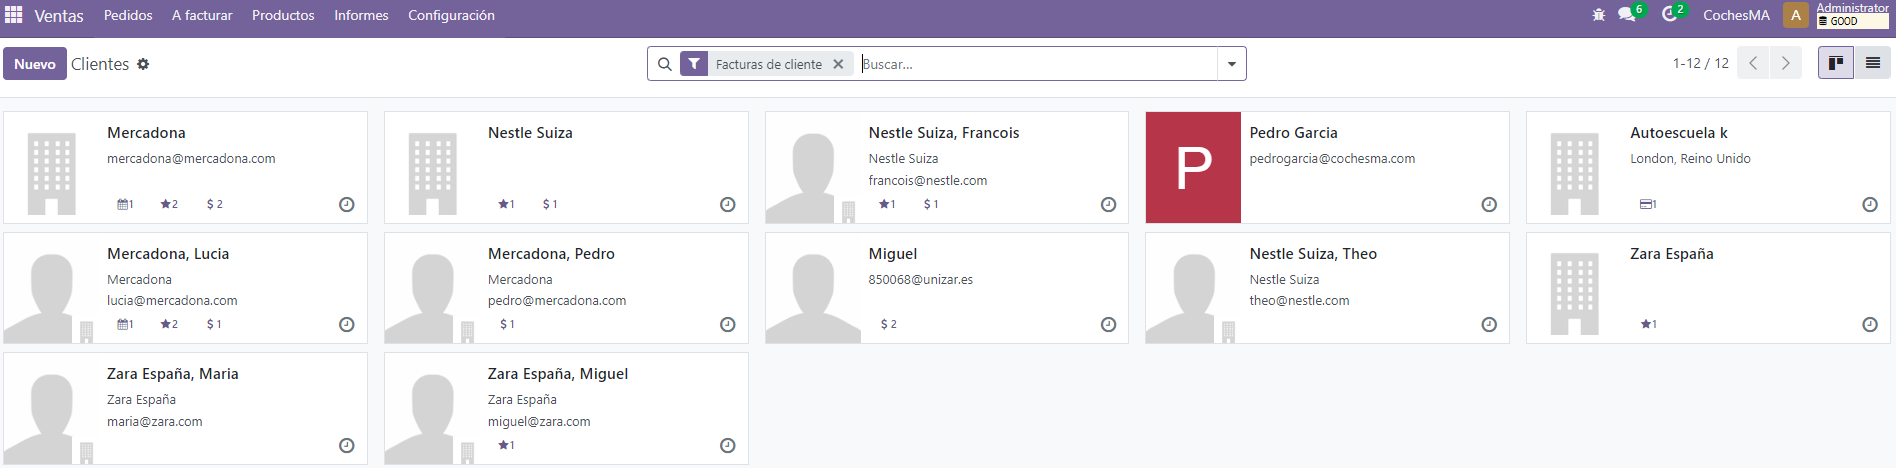 Ventas Pedidos A facturar Productos Informes Configuración 6 2 CochesMA A Administrator
GOOD
Nuevo Clientes Facturas de cliente Buscar... 1-12 / 12
Mercadona
mercadona@mercadona.com
1 2 $ 2
Nestle Suiza
1 $ 1
Nestle Suiza, Francois
Nestle Suiza
francois@nestle.com
1 $ 1
P
Pedro Garcia
pedrogarcia@cochesma.com
Autoescuela k
London, Reino Unido
1
Mercadona, Lucia
Mercadona
lucia@mercadona.com
1 2 $ 1
Mercadona, Pedro
Mercadona
pedro@mercadona.com
$ 1
Miguel
850068@unizar.es
$ 2
Nestle Suiza, Theo
Nestle Suiza
theo@nestle.com
Zara España
1
Zara España, Maria
Zara España
maria@zara.com
Zara España, Miguel
Zara España
miguel@zara.com
1